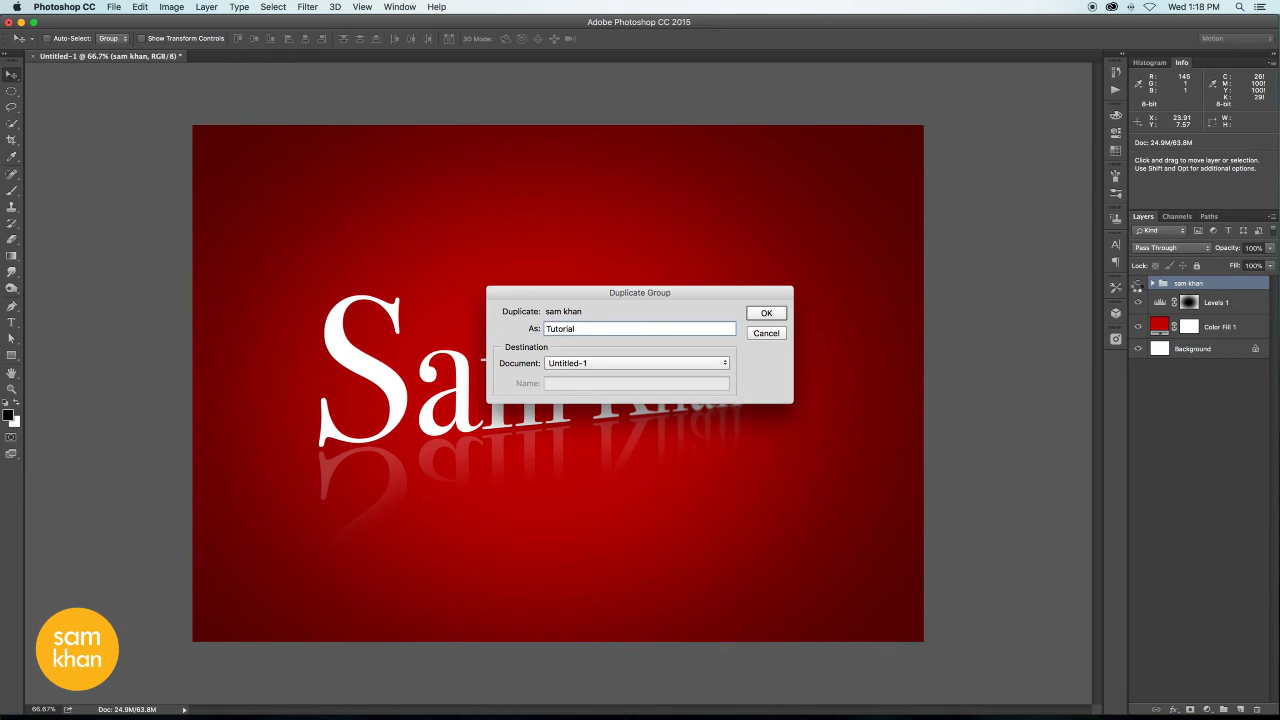 Photoshop CC File Edit Image Layer Type Select Filter 3D View Window Help Wed 1:18 PM
Adobe Photoshop CC 2015
Auto-Select: Group Show Transform Controls 3D Mode: Motion
Untitled-1 @ 66.7% (sam khan, RGB/8) *
Histogram Info
R: 145 C: 26!
G: 1 M: 100!
B: 1 Y: 100!
K: 29!
8-bit 8-bit
X: 23.91 W:
Y: 7.57 H:
Doc: 24.9M/63.8M
Click and drag to move layer or selection.
Use Shift and Opt for additional options.
Layers Channels Paths
Kind
Pass Through Opacity: 100%
Lock: Fill: 100%
sam khan
Levels 1
Color Fill 1
Background
Duplicate Group
Duplicate: sam khan OK
As: Tutorial Cancel
Destination
Document: Untitled-1
Name:
Sam Khan
sam
khan
66.67% Doc: 24.9M/63.8M